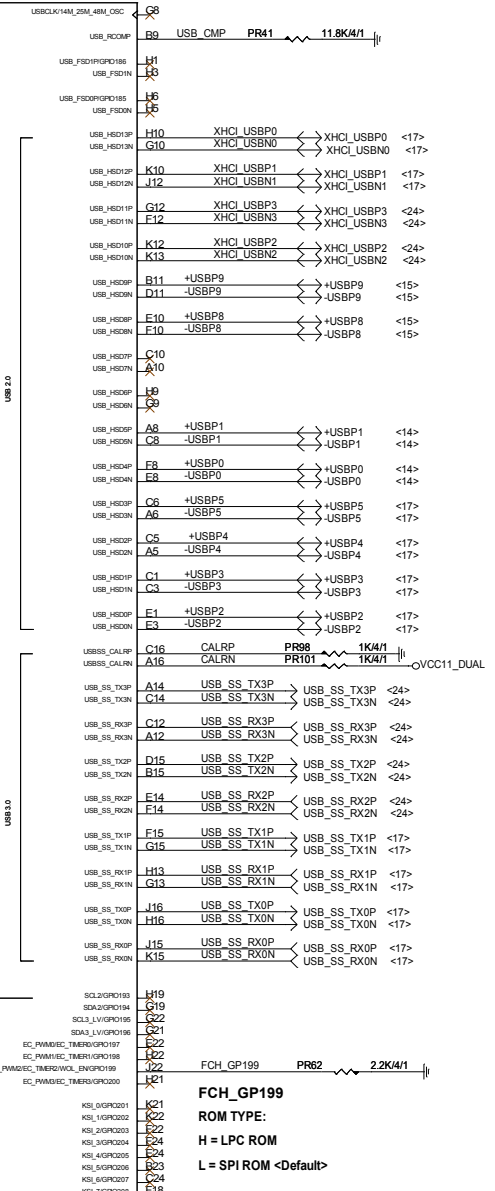 USBCLK/14M_25M_48M_OSC G8
USB_RCOMP B9 USB_CMP PR41 11.8K/4/1
USB_FSD1P/GPIO186 H1
USB_FSD1N H3
USB_FSD0P/GPIO185 H6
USB_FSD0N H5
USB 2.0
USB_HSD13P H10 XHCI_USBP0 XHCI_USBP0 <17>
USB_HSD13N G10 XHCI_USBN0 XHCI_USBN0 <17>
USB_HSD12P K10 XHCI_USBP1 XHCI_USBP1 <17>
USB_HSD12N J12 XHCI_USBN1 XHCI_USBN1 <17>
USB_HSD11P G12 XHCI_USBP3 XHCI_USBP3 <24>
USB_HSD11N F12 XHCI_USBN3 XHCI_USBN3 <24>
USB_HSD10P K12 XHCI_USBP2 XHCI_USBP2 <24>
USB_HSD10N K13 XHCI_USBN2 XHCI_USBN2 <24>
USB_HSD9P B11 +USBP9 +USBP9 <15>
USB_HSD9N D11 -USBP9 -USBP9 <15>
USB_HSD8P E10 +USBP8 +USBP8 <15>
USB_HSD8N F10 -USBP8 -USBP8 <15>
USB_HSD7P C10
USB_HSD7N A10
USB_HSD6P H9
USB_HSD6N G9
USB_HSD5P A8 +USBP1 +USBP1 <14>
USB_HSD5N C8 -USBP1 -USBP1 <14>
USB_HSD4P F8 +USBP0 +USBP0 <14>
USB_HSD4N E8 -USBP0 -USBP0 <14>
USB_HSD3P C6 +USBP5 +USBP5 <17>
USB_HSD3N A6 -USBP5 -USBP5 <17>
USB_HSD2P C5 +USBP4 +USBP4 <17>
USB_HSD2N A5 -USBP4 -USBP4 <17>
USB_HSD1P C1 +USBP3 +USBP3 <17>
USB_HSD1N C3 -USBP3 -USBP3 <17>
USB_HSD0P E1 +USBP2 +USBP2 <17>
USB_HSD0N E3 -USBP2 -USBP2 <17>
USB 3.0
USBSS_CALRP C16 CALRP PR98 1K/4/1
USBSS_CALRN A16 CALRN PR101 1K/4/1 VCC11_DUAL
USB_SS_TX3P A14 USB_SS_TX3P USB_SS_TX3P <24>
USB_SS_TX3N C14 USB_SS_TX3N USB_SS_TX3N <24>
USB_SS_RX3P C12 USB_SS_RX3P USB_SS_RX3P <24>
USB_SS_RX3N A12 USB_SS_RX3N USB_SS_RX3N <24>
USB_SS_TX2P D15 USB_SS_TX2P USB_SS_TX2P <24>
USB_SS_TX2N B15 USB_SS_TX2N USB_SS_TX2N <24>
USB_SS_RX2P E14 USB_SS_RX2P USB_SS_RX2P <24>
USB_SS_RX2N F14 USB_SS_RX2N USB_SS_RX2N <24>
USB_SS_TX1P F15 USB_SS_TX1P USB_SS_TX1P <17>
USB_SS_TX1N G15 USB_SS_TX1N USB_SS_TX1N <17>
USB_SS_RX1P H13 USB_SS_RX1P USB_SS_RX1P <17>
USB_SS_RX1N G13 USB_SS_RX1N USB_SS_RX1N <17>
USB_SS_TX0P J16 USB_SS_TX0P USB_SS_TX0P <17>
USB_SS_TX0N H16 USB_SS_TX0N USB_SS_TX0N <17>
USB_SS_RX0P J15 USB_SS_RX0P USB_SS_RX0P <17>
USB_SS_RX0N K15 USB_SS_RX0N USB_SS_RX0N <17>
SCL2/GPIO193 H19
SDA2/GPIO194 G19
SCL3_LV/GPIO195 G22
SDA3_LV/GPIO196 G21
EC_PWM0/EC_TIMER0/GPIO197 E22
EC_PWM1/EC_TIMER1/GPIO198 H22
_PWM2/EC_TIMER2/WOL_EN/GPIO199 J22 FCH_GP199 PR62 2.2K/4/1
EC_PWM3/EC_TIMER3/GPIO200 H21
FCH_GP199
KSI_0/GPIO201 K21
ROM TYPE:
KSI_1/GPIO202 K22
KSI_2/GPIO203 F22
H = LPC ROM
KSI_3/GPIO204 F24
KSI_4/GPIO205 E24
L = SPI ROM <Default>
KSI_5/GPIO206 B23
KSI_6/GPIO207 C24
F18